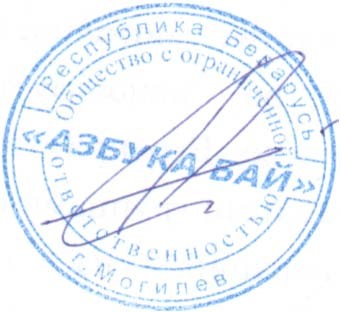 Республика Беларусь
Общество с ограниченной
«АЗБУКА ВАЙ»
ответственностью
г. Могилев